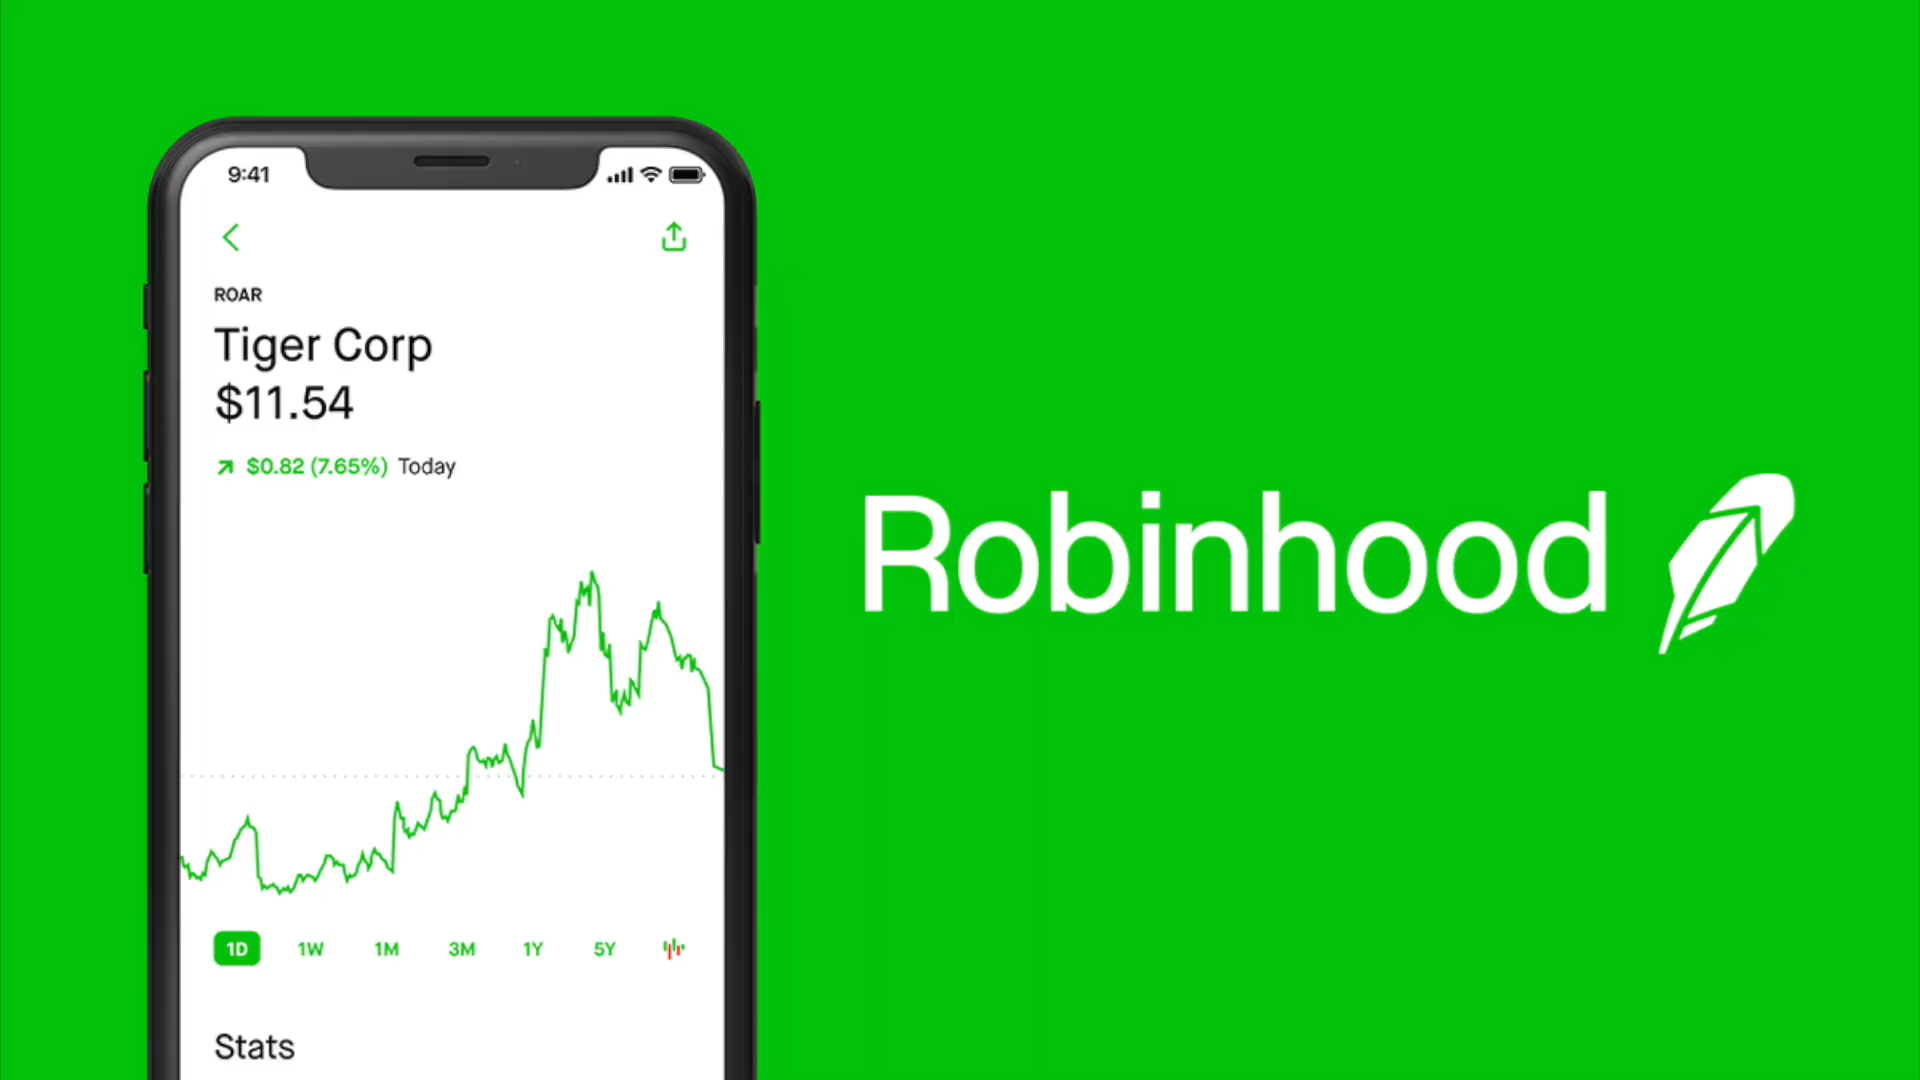 9:41
ROAR
Tiger Corp
$11.54
$0.82 (7.65%) Today
1D 1W 1M 3M 1Y 5Y
Stats
Robinhood